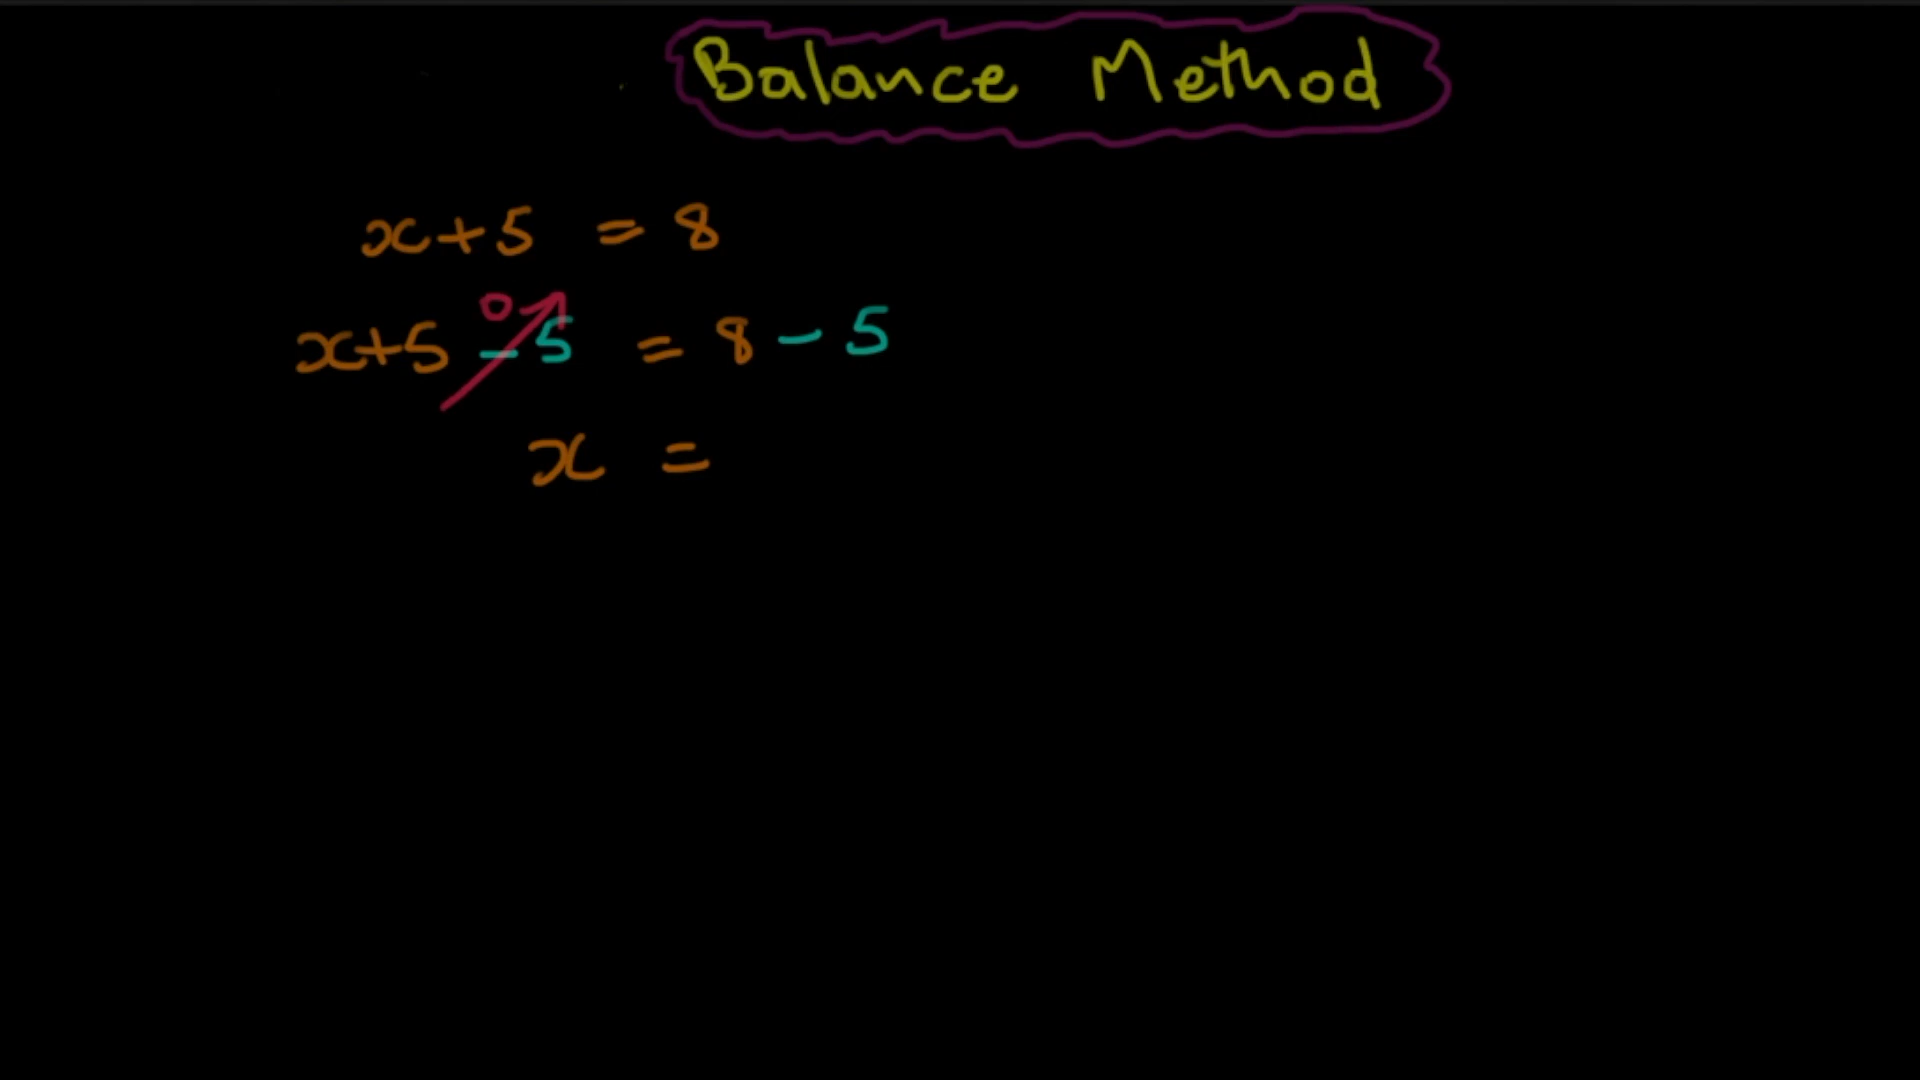 Balance Method
x+5 = 8
0
x+5 -5 = 8-5
x =